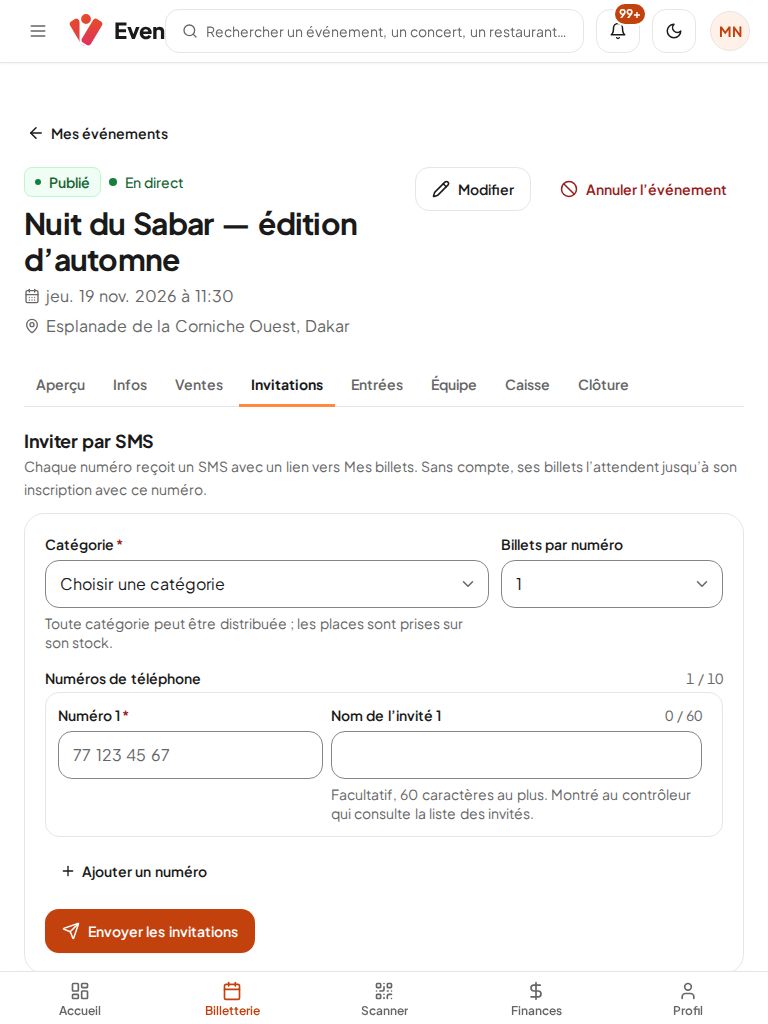 Even
Rechercher un événement, un concert, un restaurant…
99+
MN
Mes événements
Publié
En direct
Modifier
Annuler l’événement
Nuit du Sabar — édition
d’automne
jeu. 19 nov. 2026 à 11:30
Esplanade de la Corniche Ouest, Dakar
Aperçu
Infos
Ventes
Invitations
Entrées
Équipe
Caisse
Clôture
Inviter par SMS
Chaque numéro reçoit un SMS avec un lien vers Mes billets. Sans compte, ses billets l’attendent jusqu’à son
inscription avec ce numéro.
Catégorie *
Billets par numéro
Choisir une catégorie
1
Toute catégorie peut être distribuée ; les places sont prises sur
son stock.
Numéros de téléphone
1 / 10
Numéro 1 *
Nom de l’invité 1
0 / 60
77 123 45 67
Facultatif, 60 caractères au plus. Montré au contrôleur
qui consulte la liste des invités.
Ajouter un numéro
Envoyer les invitations
Accueil
Billetterie
Scanner
Finances
Profil